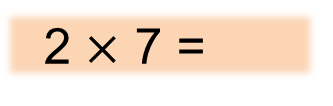 2 × 7 =